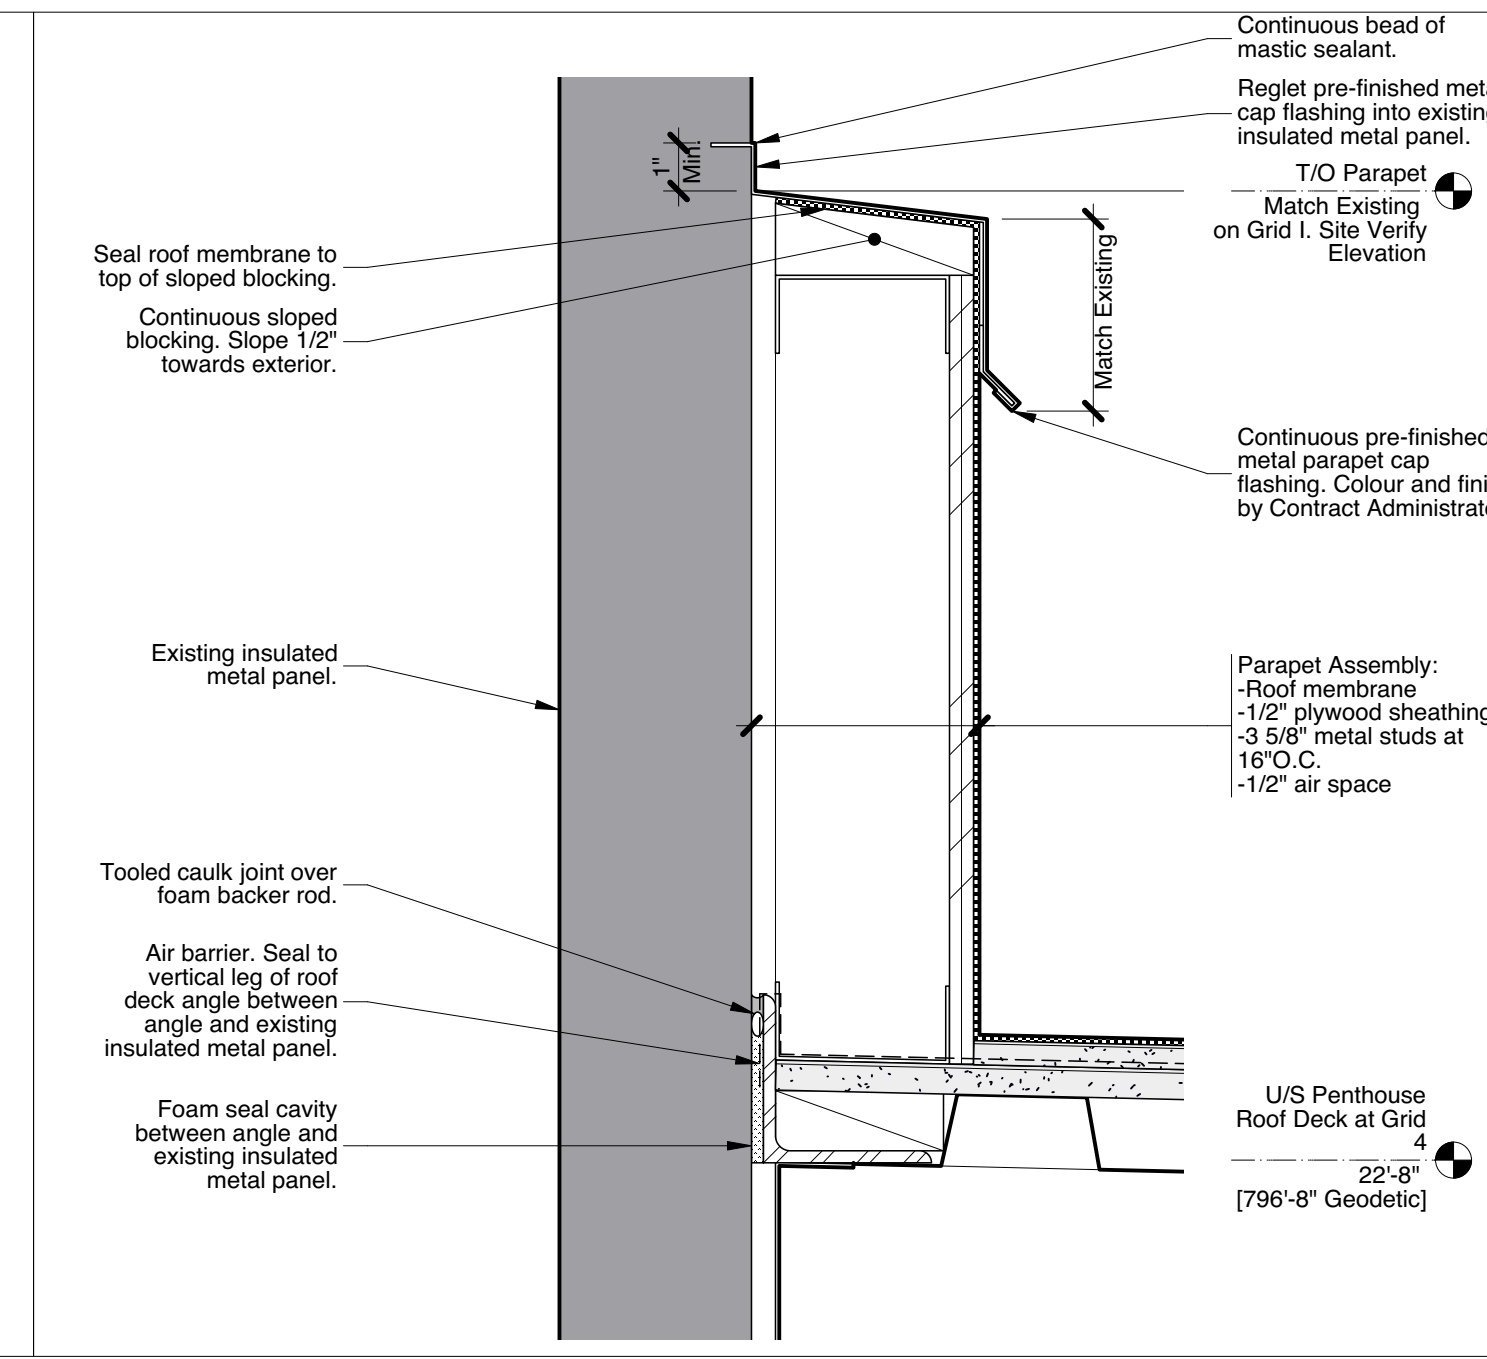 Continuous bead of
mastic sealant.
Reglet pre-finished
cap flashing into
insulated metal panel.
T/O Parapet
Match Existing
on Grid I. Site Verify
Elevation
1"
Min.
Match Existing
Seal roof membrane to
top of sloped blocking.
Continuous sloped
blocking. Slope 1/2"
towards exterior.
Continuous pre-finished
metal parapet cap
flashing. Colour and
by Contract
Existing insulated
metal panel.
Parapet Assembly:
-Roof membrane
-1/2" plywood sheathing
-3 5/8" metal studs at
16"O.C.
-1/2" air space
Tooled caulk joint over
foam backer rod.
Air barrier. Seal to
vertical leg of roof
deck angle between
angle and existing
insulated metal panel.
Foam seal cavity
between angle and
existing insulated
metal panel.
U/S Penthouse
Roof Deck at Grid
4
22'-8"
[796'-8" Geodetic]